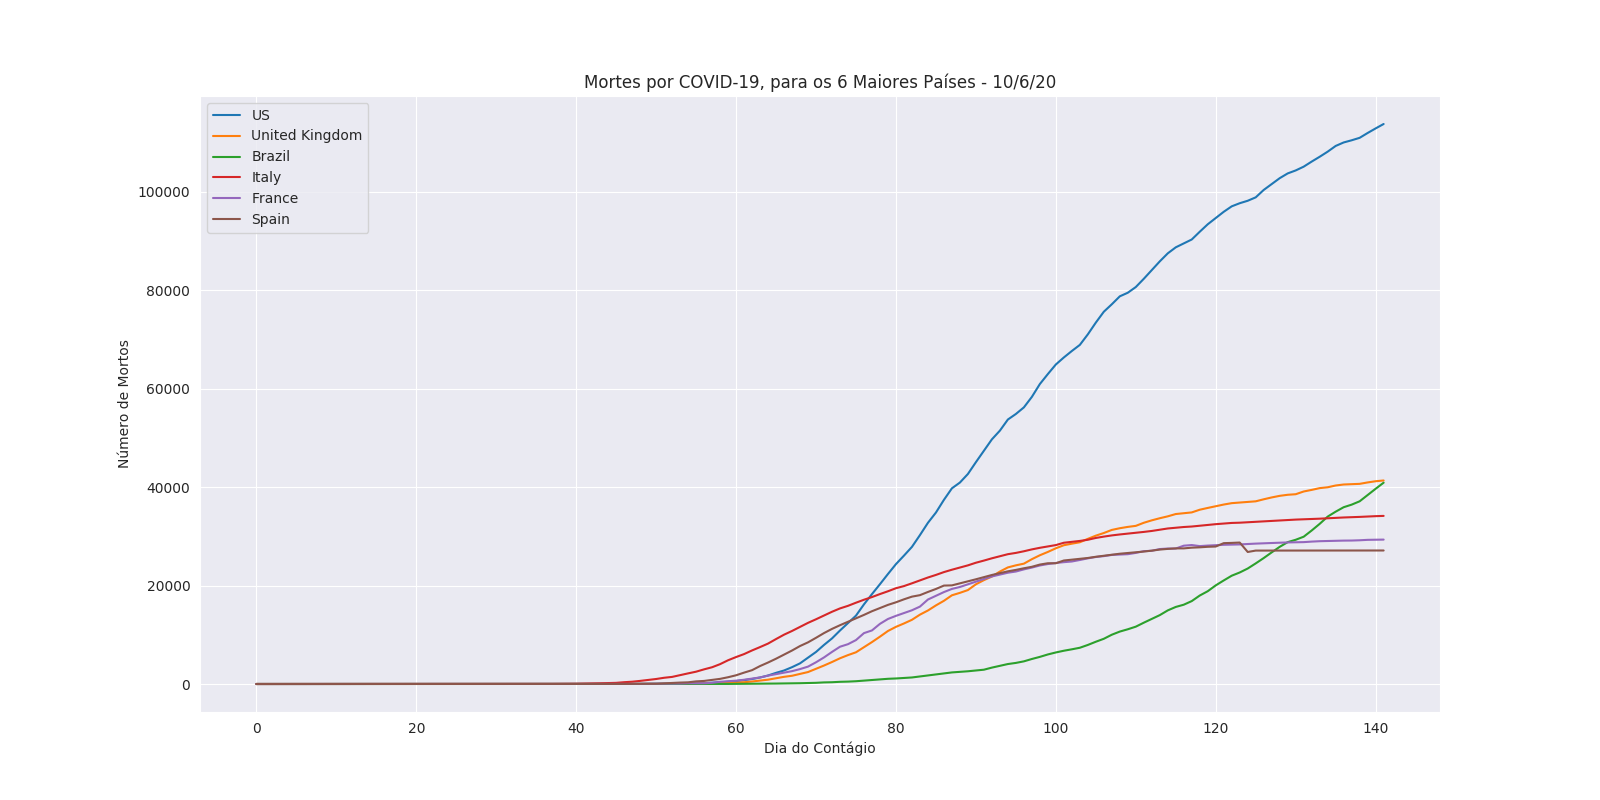 Mortes por COVID-19, para os 6 Maiores Países - 10/6/20
US
United Kingdom
Brazil
Italy
France
Spain
100000
80000
60000
40000
20000
0
Número de Mortos
0 20 40 60 80 100 120 140
Dia do Contágio